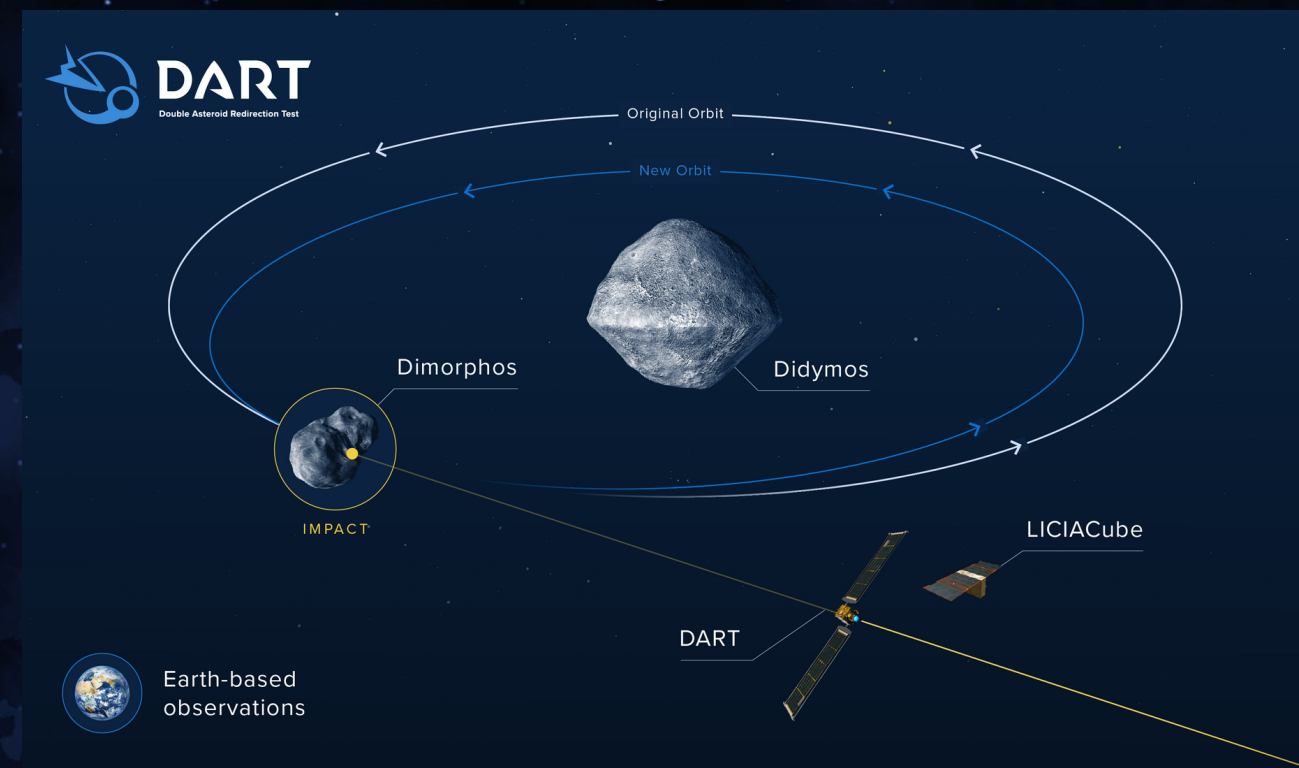 DART
Double Asteroid Redirection Test
Original Orbit
New Orbit
Dimorphos
Didymos
IMPACT
LICIACube
DART
Earth-based
observations